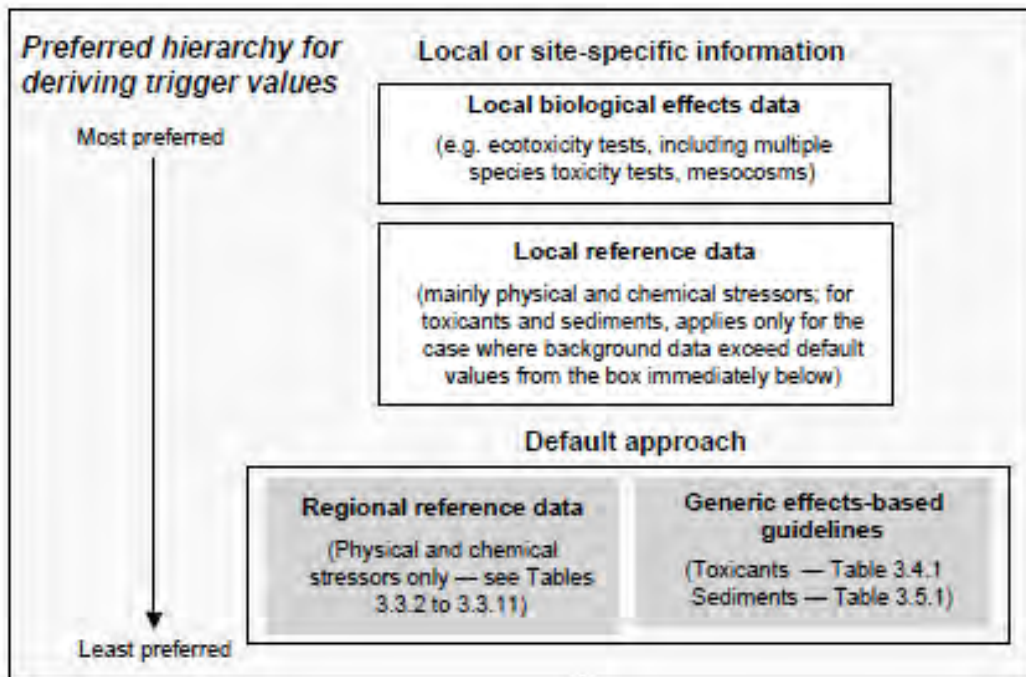 Preferred hierarchy for
deriving trigger values
Most preferred
Least preferred
Local or site-specific information
Local biological effects data
(e.g. ecotoxicity tests, including multiple
species toxicity tests, mesocosms)
Local reference data
(mainly physical and chemical stressors; for
toxicants and sediments, applies only for the
case where background data exceed default
values from the box immediately below)
Default approach
Regional reference data
(Physical and chemical
stressors only — see Tables
3.3.2 to 3.3.11)
Generic effects-based
guidelines
(Toxicants — Table 3.4.1
Sediments — Table 3.5.1)